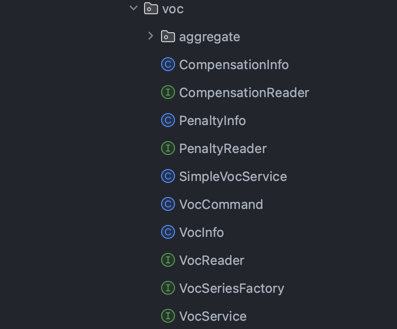 voc
aggregate
CompensationInfo
CompensationReader
PenaltyInfo
PenaltyReader
SimpleVocService
VocCommand
VocInfo
VocReader
VocSeriesFactory
VocService